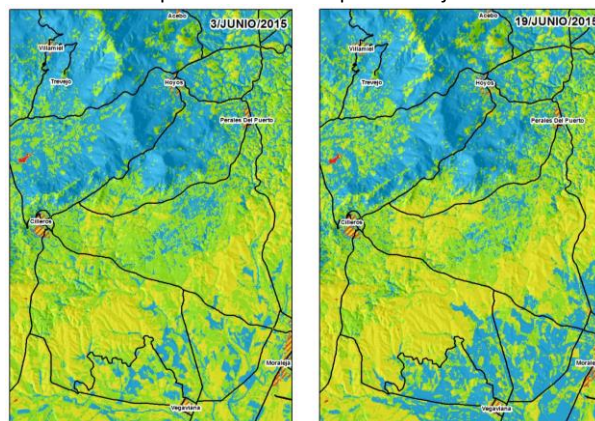 3/JUNIO/2015
Acebo
Villamiel
Trevejo
Hoyos
Perales Del Puerto
Cilleros
Moraleja
Vegaviana
19/JUNIO/2015
Acebo
Villamiel
Trevejo
Hoyos
Perales Del Puerto
Cilleros
Vegaviana